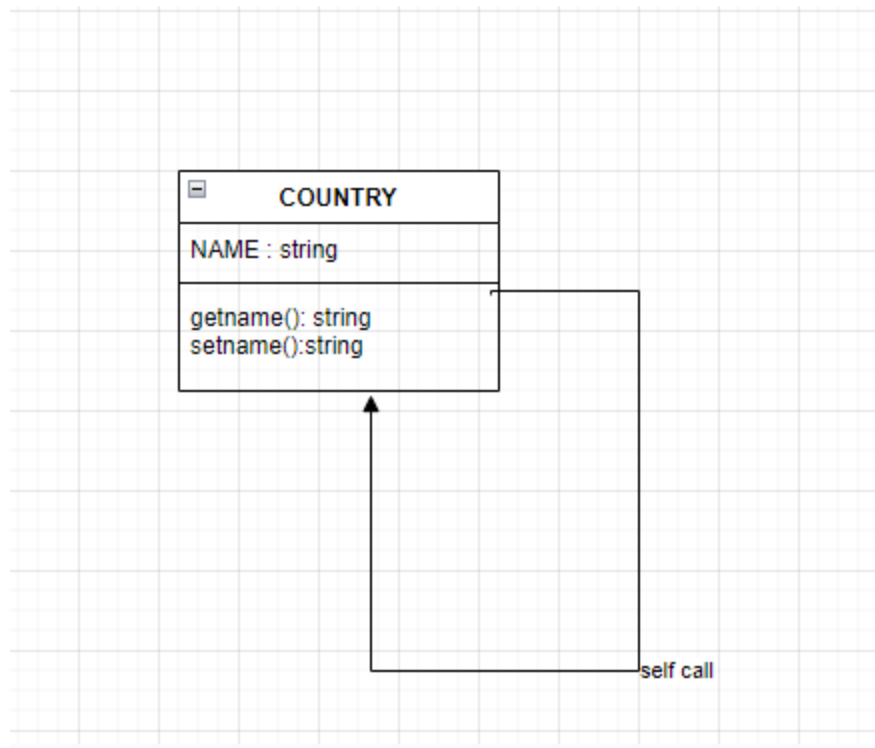 COUNTRY
NAME : string
getname(): string
setname():string
self call